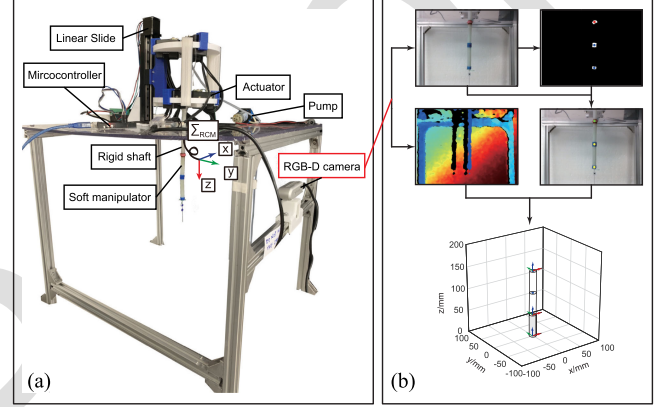 Linear Slide
Mircocontroller
Actuator
Pump
ΣRCM
x
y
z
Rigid shaft
Soft manipulator
RGB-D camera
(a)
200
150
100
50
0
z/mm
100
50
0
-50
-100
y/mm
-100
-50
0
50
100
x/mm
(b)